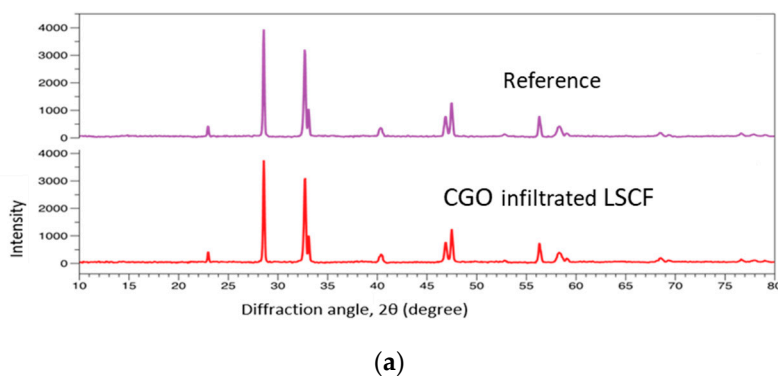 4000
3000
2000
1000
0
Reference
4000
3000
2000
1000
0
CGO infiltrated LSCF
Intensity
10 15 20 25 30 35 40 45 50 55 60 65 70 75 80
Diffraction angle, 2θ (degree)
(a)